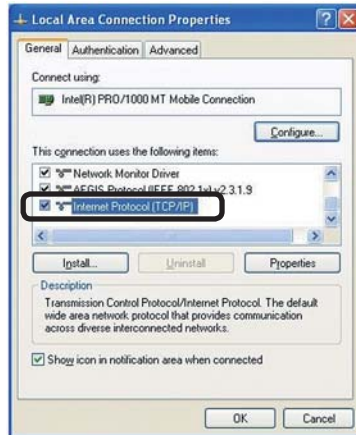 Local Area Connection Properties
General Authentication Advanced
Connect using:
Intel(R) PRO/1000 MT Mobile Connection
Configure...
This connection uses the following items:
Network Monitor Driver
AEGIS Protocol (IEEE 802.1x) v2.3.1.9
Internet Protocol (TCP/IP)
Install... Uninstall Properties
Description
Transmission Control Protocol/Internet Protocol. The default
wide area network protocol that provides communication
across diverse interconnected networks.
Show icon in notification area when connected
OK Cancel